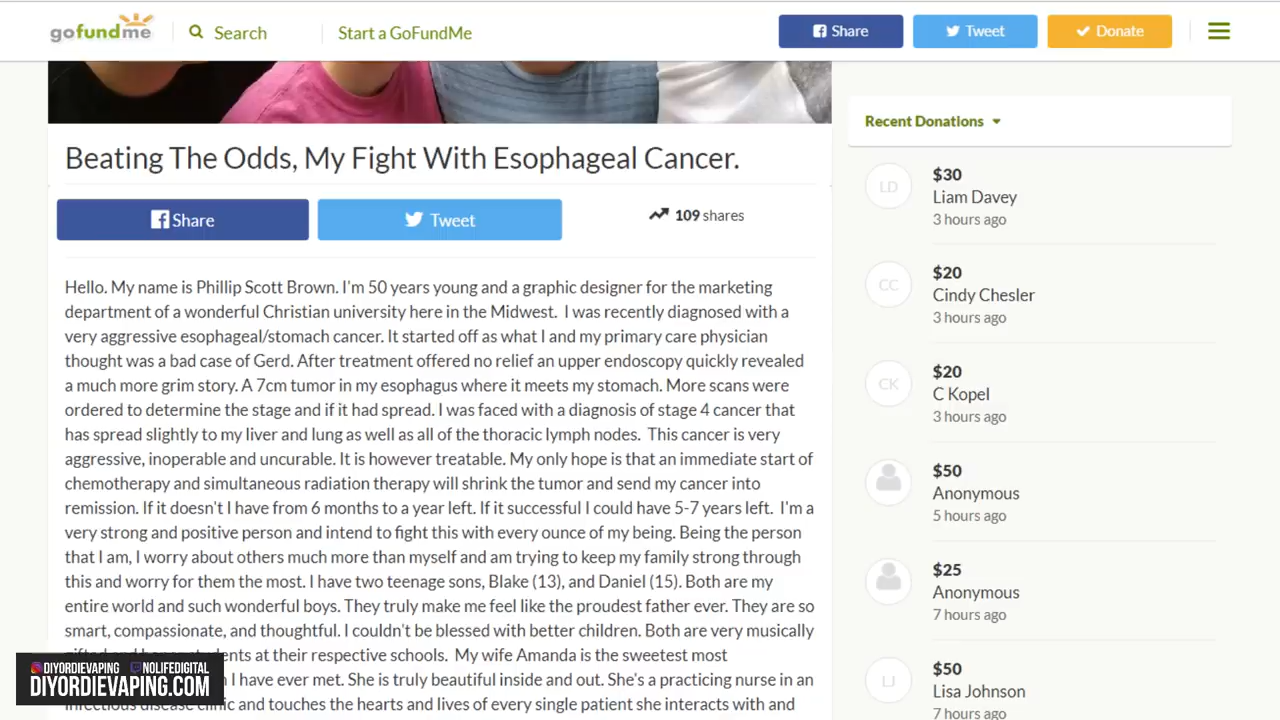 gofundme
Search
Start a GoFundMe
Share
Tweet
Donate
Recent Donations
Beating The Odds, My Fight With Esophageal Cancer.
Share
Tweet
109 shares
Hello. My name is Phillip Scott Brown. I'm 50 years young and a graphic designer for the marketing
department of a wonderful Christian university here in the Midwest. I was recently diagnosed with a
very aggressive esophageal/stomach cancer. It started off as what I and my primary care physician
thought was a bad case of Gerd. After treatment offered no relief an upper endoscopy quickly revealed
a much more grim story. A 7cm tumor in my esophagus where it meets my stomach. More scans were
ordered to determine the stage and if it had spread. I was faced with a diagnosis of stage 4 cancer that
has spread slightly to my liver and lung as well as all of the thoracic lymph nodes. This cancer is very
aggressive, inoperable and uncurable. It is however treatable. My only hope is that an immediate start of
chemotherapy and simultaneous radiation therapy will shrink the tumor and send my cancer into
remission. If it doesn't I have from 6 months to a year left. If it successful I could have 5-7 years left. I'm a
very strong and positive person and intend to fight this with every ounce of my being. Being the person
that I am, I worry about others much more than myself and am trying to keep my family strong through
this and worry for them the most. I have two teenage sons, Blake (13), and Daniel (15). Both are my
entire world and such wonderful boys. They truly make me feel like the proudest father ever. They are so
smart, compassionate, and thoughtful. I couldn't be blessed with better children. Both are very musically
students at their respective schools. My wife Amanda is the sweetest most
I have ever met. She is truly beautiful inside and out. She's a practicing nurse in an
infectious disease clinic and touches the hearts and lives of every single patient she interacts with and
LD
$30
Liam Davey
3 hours ago
CC
$20
Cindy Chesler
3 hours ago
CK
$20
C Kopel
3 hours ago
$50
Anonymous
5 hours ago
$25
Anonymous
7 hours ago
LJ
$50
Lisa Johnson
7 hours ago
DIYORDIEVAPING
NOLIFEDIGITAL
DIYORDIEVAPING.COM